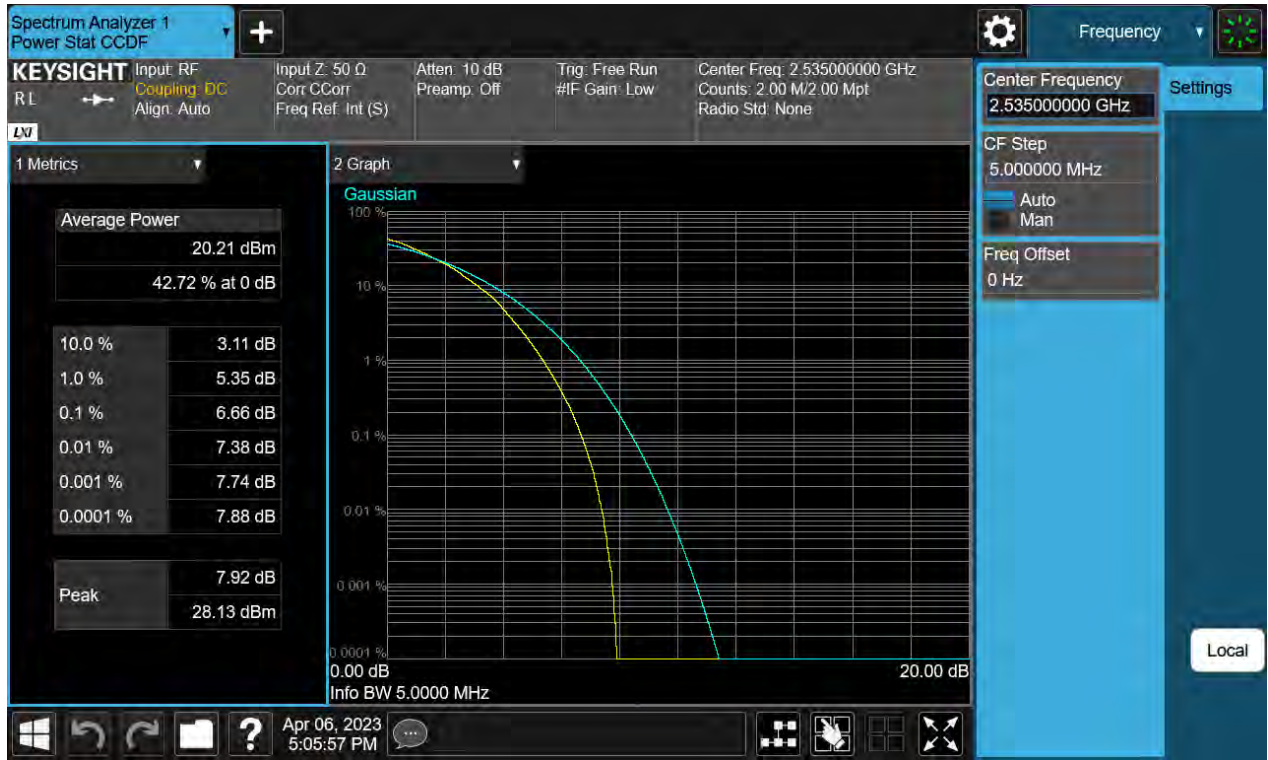 Spectrum Analyzer 1
Power Stat CCDF
+
Frequency
KEYSIGHT
RL
LXI
Input: RF
Coupling: DC
Align: Auto
Input Z: 50 Ω
Corr CCorr
Freq Ref: Int (S)
Atten: 10 dB
Preamp: Off
Trig: Free Run
#IF Gain: Low
Center Freq: 2.535000000 GHz
Counts: 2.00 M/2.00 Mpt
Radio Std: None
1 Metrics
Average Power
20.21 dBm
42.72 % at 0 dB
10.0 % 3.11 dB
1.0 % 5.35 dB
0.1 % 6.66 dB
0.01 % 7.38 dB
0.001 % 7.74 dB
0.0001 % 7.88 dB
Peak
7.92 dB
28.13 dBm
2 Graph
Gaussian
100 %
10 %
1 %
0.1 %
0.01 %
0.001 %
0.0001 %
0.00 dB 20.00 dB
Info BW 5.0000 MHz
Center Frequency
2.535000000 GHz
CF Step
5.000000 MHz
Auto
Man
Freq Offset
0 Hz
Settings
Local
?
Apr 06, 2023
5:05:57 PM